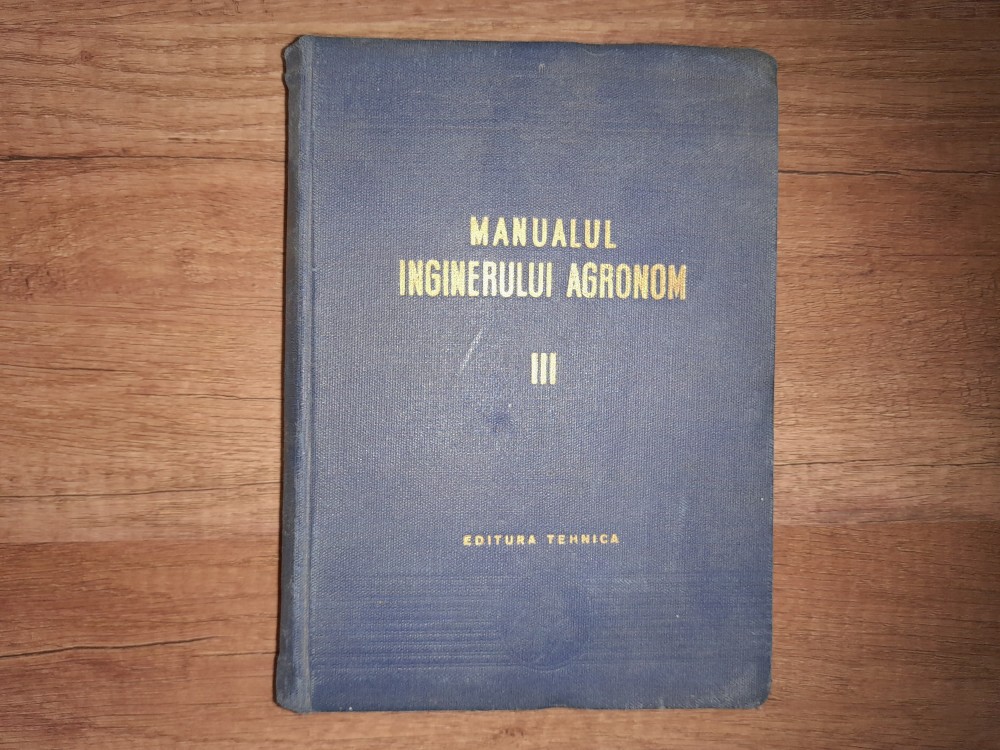 MANUALUL
INGINERULUI AGRONOM
III
EDITURA TEHNICA